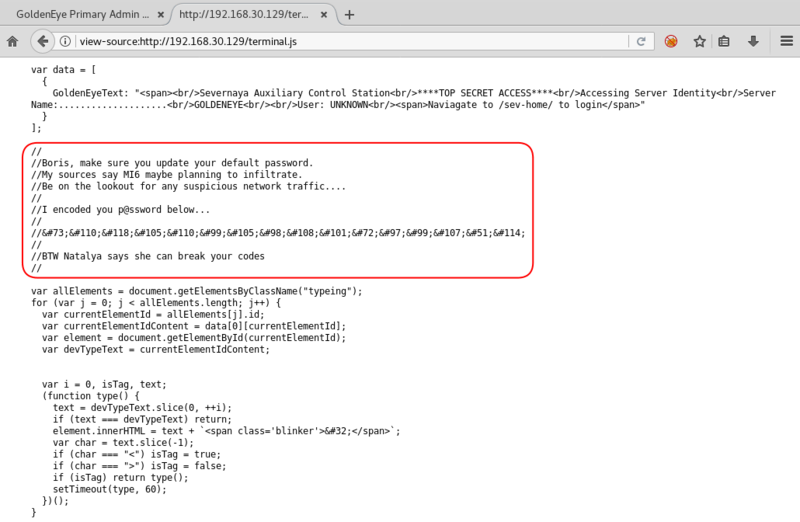 GoldenEye Primary Admin ... × http://192.168.30.129/ter... ×
view-source:http://192.168.30.129/terminal.js
var data = [
{
GoldenEyeText: "<span><br/>Severnaya Auxiliary Control Station<br/>****TOP SECRET ACCESS****<br/>Accessing Server Identity<br/>Server
Name:....................<br/>GOLDENEYE<br/><br/>User: UNKNOWN<br/><span>Naviagate to /sev-home/ to login</span>"
}
];
//
//Boris, make sure you update your default password.
//My sources say MI6 maybe planning to infiltrate.
//Be on the lookout for any suspicious network traffic....
//
//I encoded you p@ssword below...
//
//&#73;&#110;&#118;&#105;&#110;&#99;&#105;&#98;&#108;&#101;&#72;&#97;&#99;&#107;&#51;&#114;
//
//BTW Natalya says she can break your codes
//
var allElements = document.getElementsByClassName("typeing");
for (var j = 0; j < allElements.length; j++) {
var currentElementId = allElements[j].id;
var currentElementIdContent = data[0][currentElementId];
var element = document.getElementById(currentElementId);
var devTypeText = currentElementIdContent;
var i = 0, isTag, text;
(function type() {
text = devTypeText.slice(0, ++i);
if (text === devTypeText) return;
element.innerHTML = text + `<span class='blinker'>&#32;</span>`;
var char = text.slice(-1);
if (char === "<") isTag = true;
if (char === ">") isTag = false;
if (isTag) return type();
setTimeout(type, 60);
})();
}